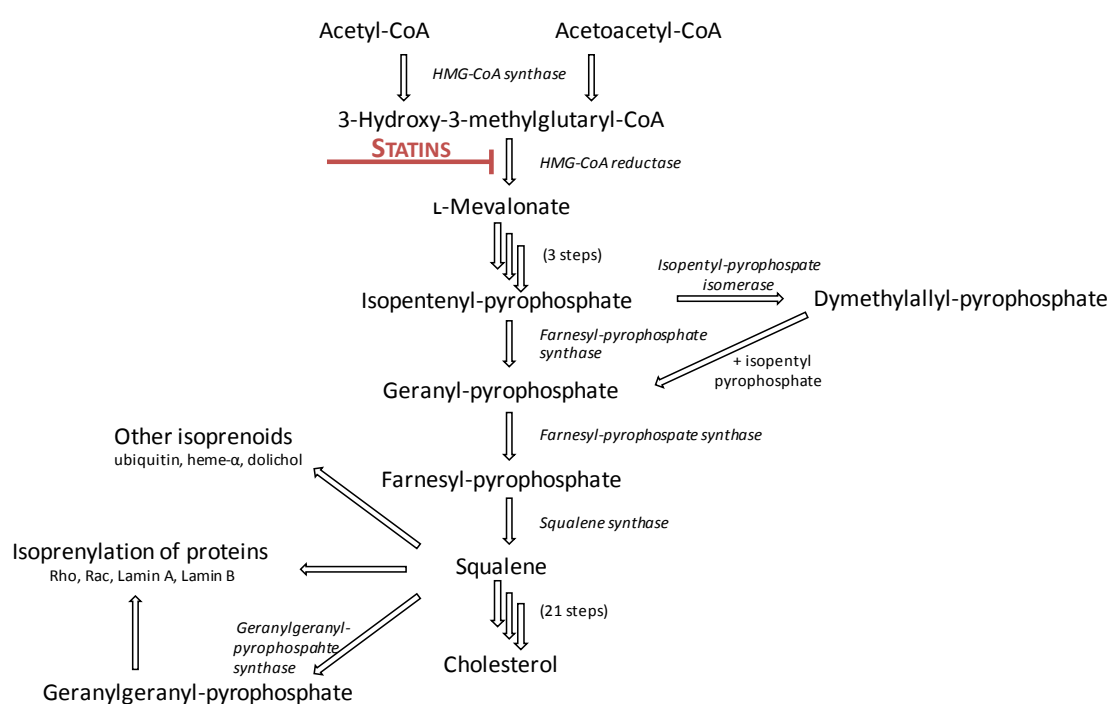 Acetyl-CoA
Acetoacetyl-CoA
HMG-CoA synthase
3-Hydroxy-3-methylglutaryl-CoA
STATINS
HMG-CoA reductase
L-Mevalonate
(3 steps)
Isopentyl-pyrophospate
isomerase
Isopentenyl-pyrophosphate
Dymethylallyl-pyrophosphate
Farnesyl-pyrophosphate
synthase
+ isopentyl
pyrophosphate
Geranyl-pyrophosphate
Other isoprenoids
ubiquitin, heme-α, dolichol
Farnesyl-pyrophospate synthase
Farnesyl-pyrophosphate
Squalene synthase
Isoprenylation of proteins
Rho, Rac, Lamin A, Lamin B
Squalene
(21 steps)
Geranylgeranyl-
pyrophospahte
synthase
Cholesterol
Geranylgeranyl-pyrophosphate